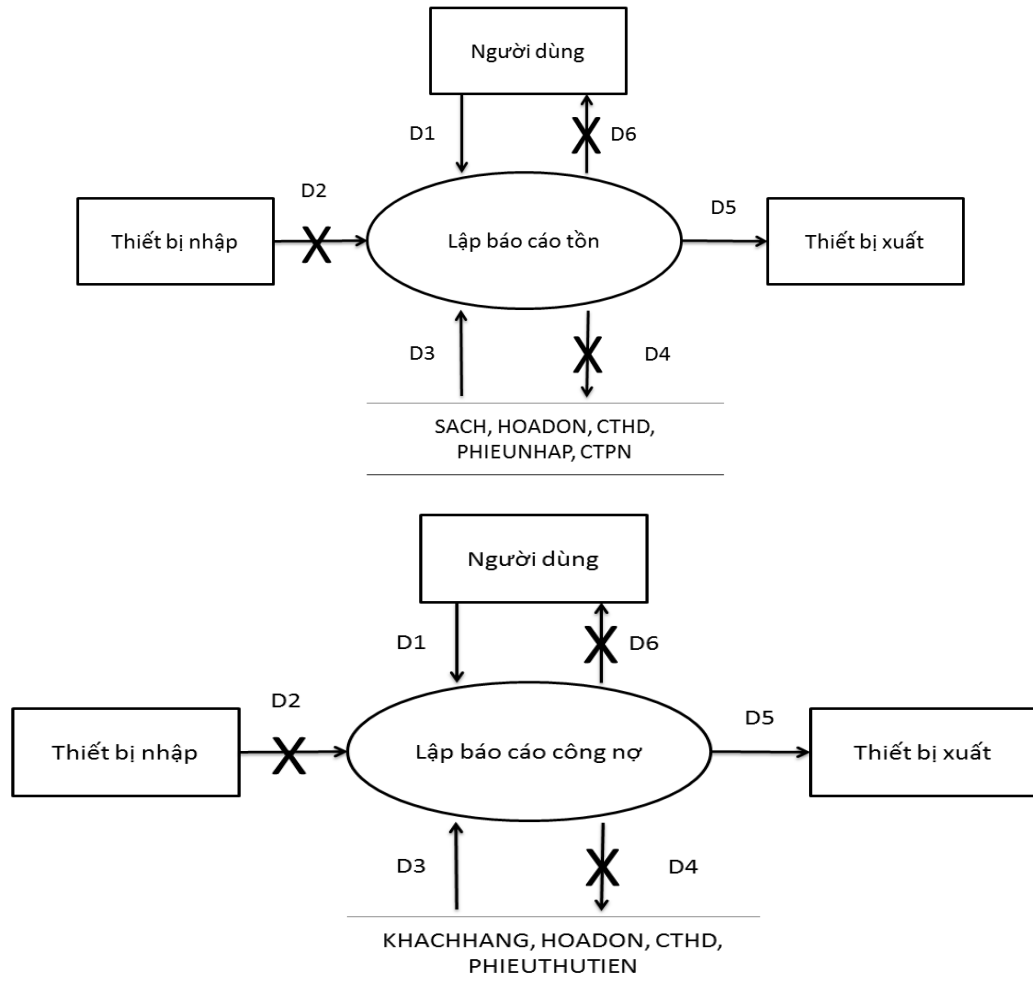 Người dùng
D1
D6
D2
D5
Thiết bị nhập
Lập báo cáo tồn
Thiết bị xuất
D3
D4
SACH, HOADON, CTHD,
PHIEUNHAP, CTPN
Người dùng
D1
D6
D2
D5
Thiết bị nhập
Lập báo cáo công nợ
Thiết bị xuất
D3
D4
KHACHHANG, HOADON, CTHD,
PHIEUTHUTIEN